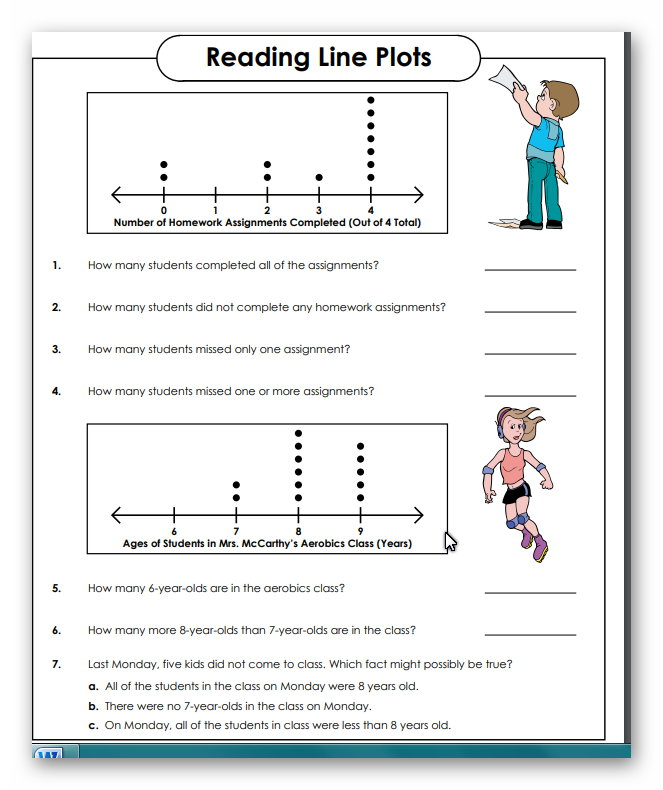 Reading Line Plots
0 1 2 3 4
Number of Homework Assignments Completed (Out of 4 Total)
1. How many students completed all of the assignments?
2. How many students did not complete any homework assignments?
3. How many students missed only one assignment?
4. How many students missed one or more assignments?
6 7 8 9
Ages of Students in Mrs. McCarthy's Aerobics Class (Years)
5. How many 6-year-olds are in the aerobics class?
6. How many more 8-year-olds than 7-year-olds are in the class?
7. Last Monday, five kids did not come to class. Which fact might possibly be true?
a. All of the students in the class on Monday were 8 years old.
b. There were no 7-year-olds in the class on Monday.
c. On Monday, all of the students in class were less than 8 years old.
W